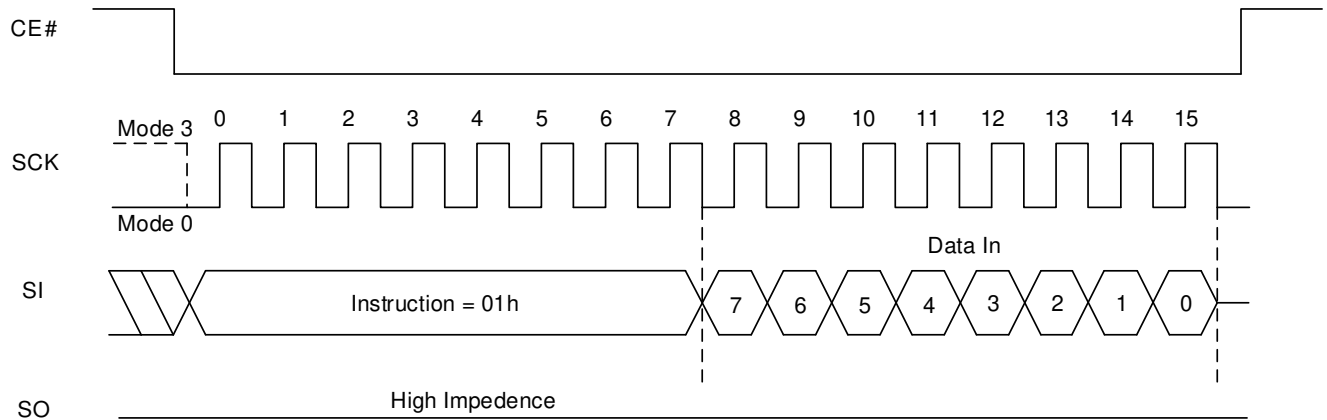 CE#
0 1 2 3 4 5 6 7 8 9 10 11 12 13 14 15
Mode 3
SCK
Mode 0
Data In
SI
Instruction = 01h
7 6 5 4 3 2 1 0
High Impedence
SO